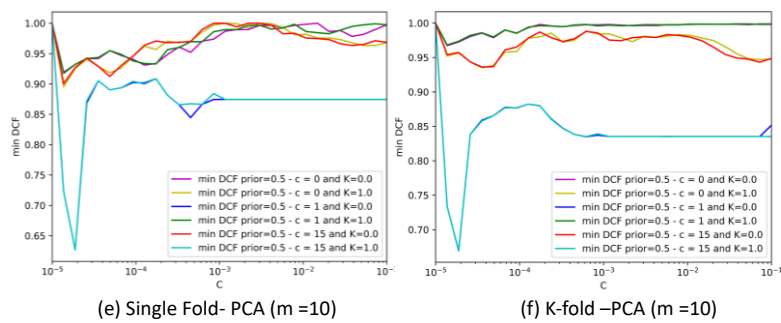 1.00
0.95
0.90
0.85
0.80
0.75
0.70
0.65
min DCF
min DCF prior=0.5 - c = 0 and K=0.0
min DCF prior=0.5 - c = 0 and K=1.0
min DCF prior=0.5 - c = 1 and K=0.0
min DCF prior=0.5 - c = 1 and K=1.0
min DCF prior=0.5 - c = 15 and K=0.0
min DCF prior=0.5 - c = 15 and K=1.0
10⁻⁵ 10⁻⁴ 10⁻³ 10⁻² 10⁻¹
C
(e) Single Fold- PCA (m =10)
1.00
0.95
0.90
0.85
0.80
0.75
0.70
min DCF
min DCF prior=0.5 - c = 0 and K=0.0
min DCF prior=0.5 - c = 0 and K=1.0
min DCF prior=0.5 - c = 1 and K=0.0
min DCF prior=0.5 - c = 1 and K=1.0
min DCF prior=0.5 - c = 15 and K=0.0
min DCF prior=0.5 - c = 15 and K=1.0
10⁻⁵ 10⁻⁴ 10⁻³ 10⁻² 10⁻¹
C
(f) K-fold –PCA (m =10)